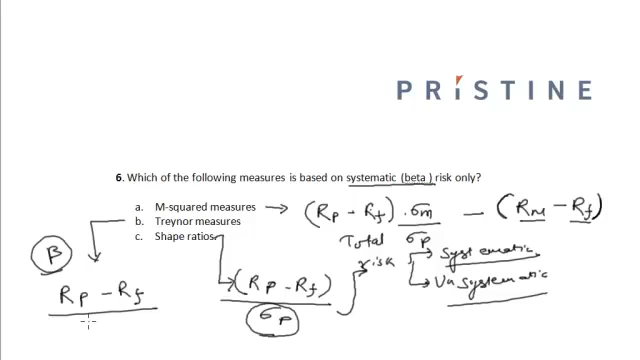 PRISTINE
6. Which of the following measures is based on systematic (beta ) risk only?
a. M-squared measures → (Rp - Rf) . σm / σp - (RM - Rf)
b. Treynor measures
c. Shape ratios
Total risk
Systematic
Unsystematic
β
Rp - Rf
(Rp - Rf)
σp